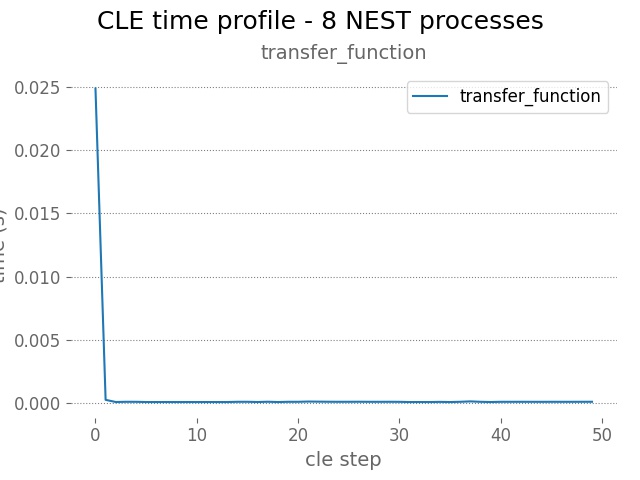 CLE time profile - 8 NEST processes
transfer_function
transfer_function
0.025
0.020
0.015
0.010
0.005
0.000
time (s)
0 10 20 30 40 50
cle step